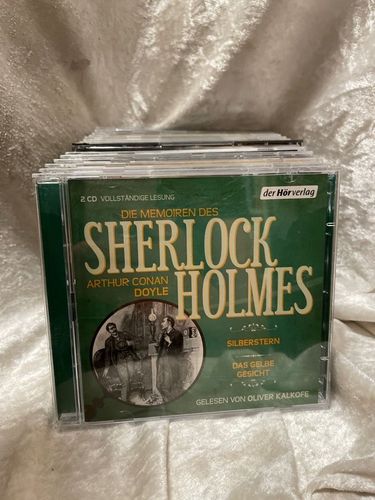 2 CD VOLLSTÄNDIGE LESUNG
der Hörverlag
DIE MEMOIREN DES
SHERLOCK
ARTHUR CONAN
DOYLE
HOLMES
SILBERSTERN
DAS GELBE
GESICHT
GELESEN VON OLIVER KALKOFE